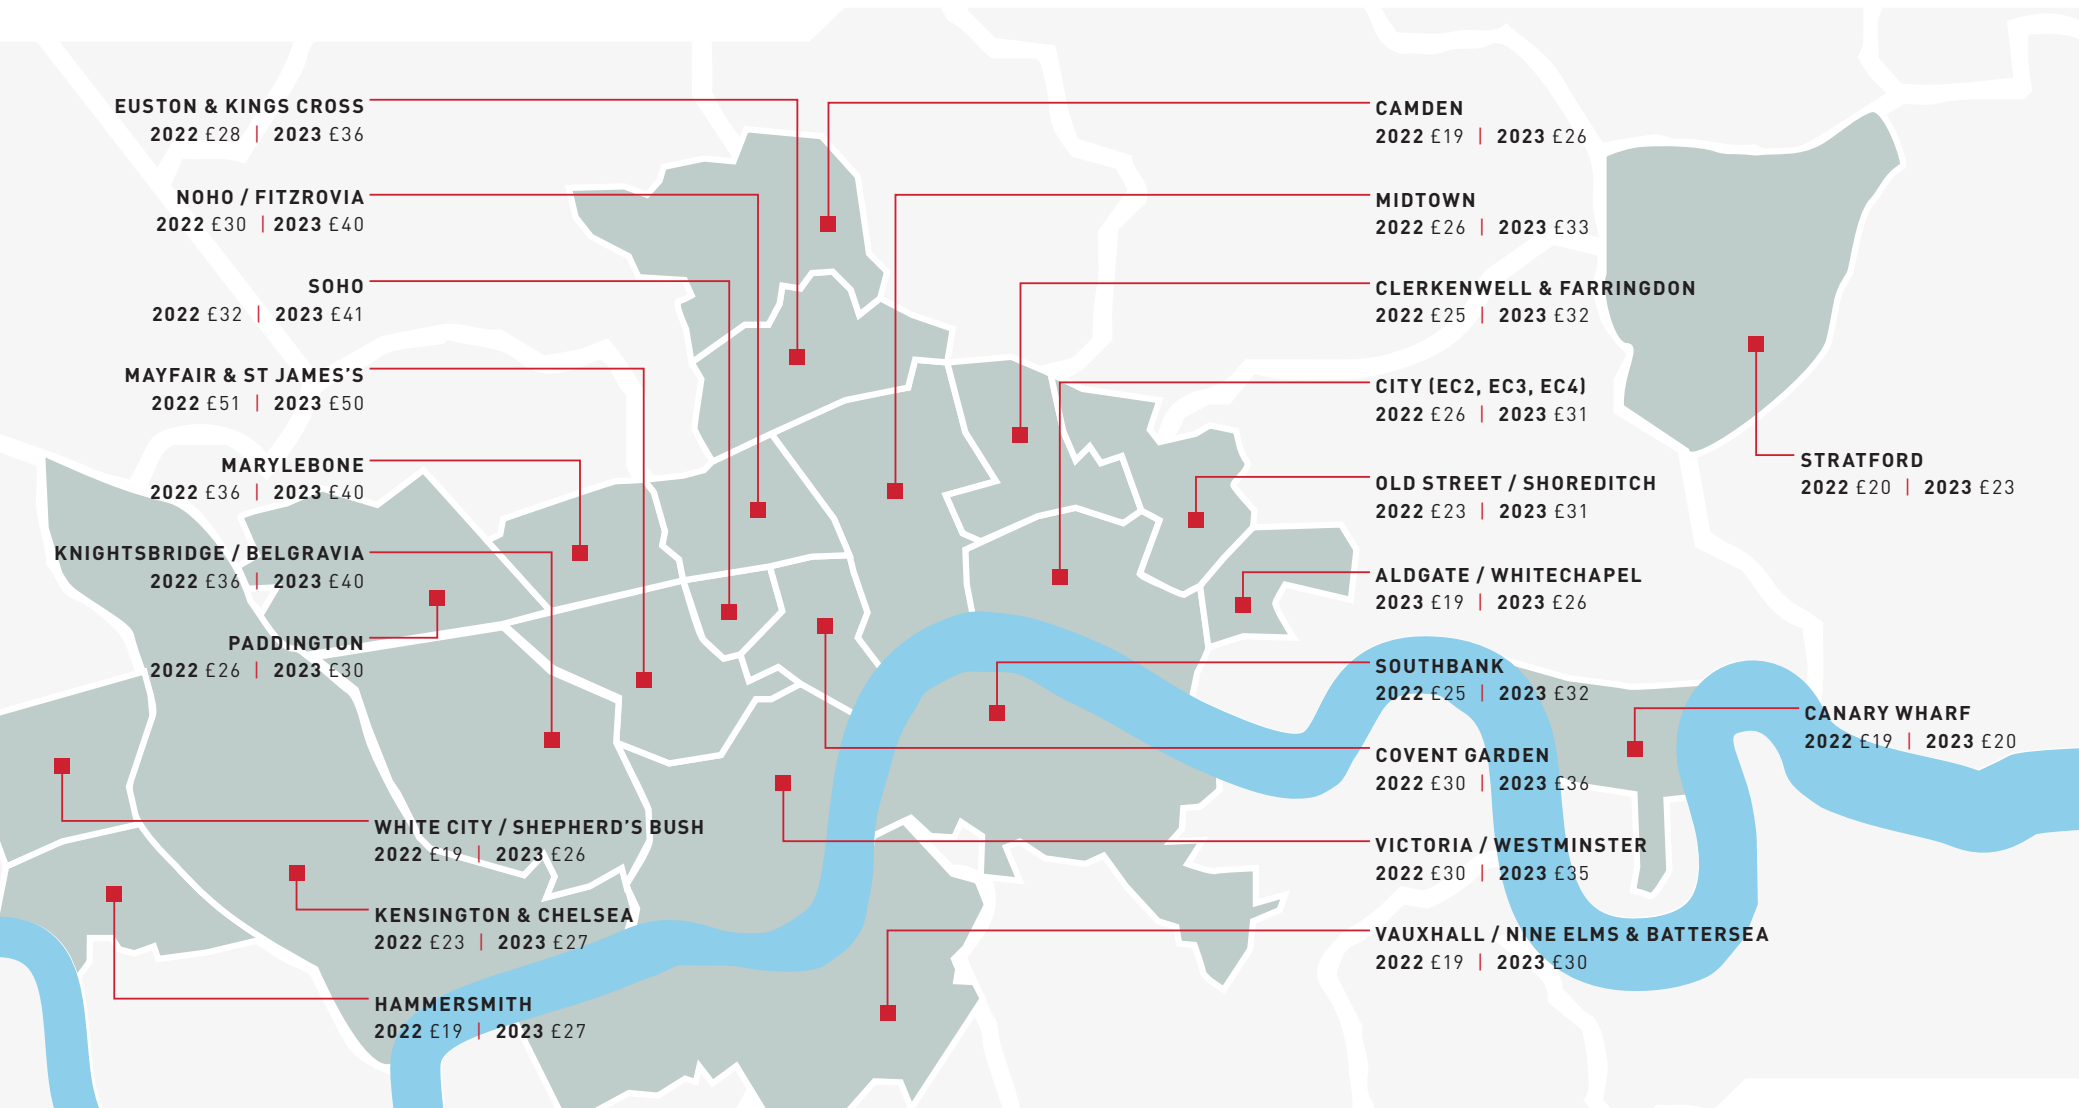 EUSTON & KINGS CROSS
2022 £28 | 2023 £36
NOHO / FITZROVIA
2022 £30 | 2023 £40
SOHO
2022 £32 | 2023 £41
MAYFAIR & ST JAMES'S
2022 £51 | 2023 £50
MARYLEBONE
2022 £36 | 2023 £40
KNIGHTSBRIDGE / BELGRAVIA
2022 £36 | 2023 £40
PADDINGTON
2022 £26 | 2023 £30
WHITE CITY / SHEPHERD'S BUSH
2022 £19 | 2023 £26
KENSINGTON & CHELSEA
2022 £23 | 2023 £27
HAMMERSMITH
2022 £19 | 2023 £27
CAMDEN
2022 £19 | 2023 £26
MIDTOWN
2022 £26 | 2023 £33
CLERKENWELL & FARRINGDON
2022 £25 | 2023 £32
CITY (EC2, EC3, EC4)
2022 £26 | 2023 £31
OLD STREET / SHOREDITCH
2022 £23 | 2023 £31
ALDGATE / WHITECHAPEL
2023 £19 | 2023 £26
SOUTHBANK
2022 £25 | 2023 £32
COVENT GARDEN
2022 £30 | 2023 £36
VICTORIA / WESTMINSTER
2022 £30 | 2023 £35
VAUXHALL / NINE ELMS & BATTERSEA
2022 £19 | 2023 £30
STRATFORD
2022 £20 | 2023 £23
CANARY WHARF
2022 £19 | 2023 £20